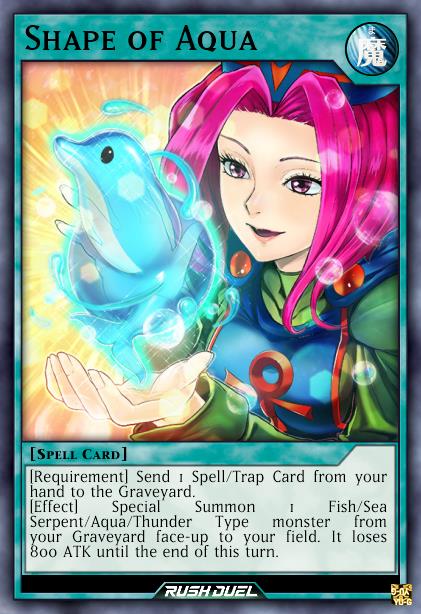 Shape of Aqua
ま
魔
[Spell Card]
[Requirement] Send 1 Spell/Trap Card from your
hand to the Graveyard.
[Effect] Special Summon 1 Fish/Sea
Serpent/Aqua/Thunder Type monster from
your Graveyard face-up to your field. It loses
800 ATK until the end of this turn.
RUSH DUEL